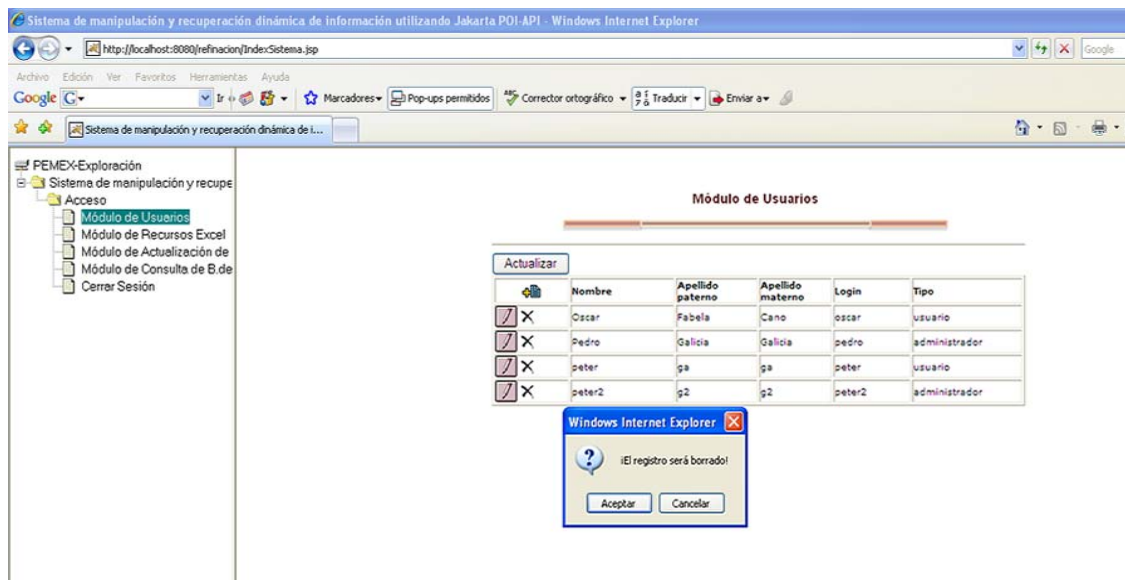 Sistema de manipulación y recuperación dinámica de información utilizando Jakarta POI-API - Windows Internet Explorer
http://localhost:8080/refinacion/IndexSistema.jsp
Google
Archivo Edición Ver Favoritos Herramientas Ayuda
Google G Ir Marcadores Pop-ups permitidos Corrector ortográfico Traducir Enviar a
Sistema de manipulación y recuperación dinámica de i...
PEMEX-Exploración
Sistema de manipulación y recupe
Acceso
Módulo de Usuarios
Módulo de Recursos Excel
Módulo de Actualización de
Módulo de Consulta de B.de
Cerrar Sesión
Módulo de Usuarios
Actualizar
Nombre Apellido paterno Apellido materno Login Tipo
Oscar Fabela Cano oscar usuario
Pedro Galicia Galicia pedro administrador
peter ga ga peter usuario
peter2 g2 g2 peter2 administrador
Windows Internet Explorer
¡El registro será borrado!
Aceptar Cancelar